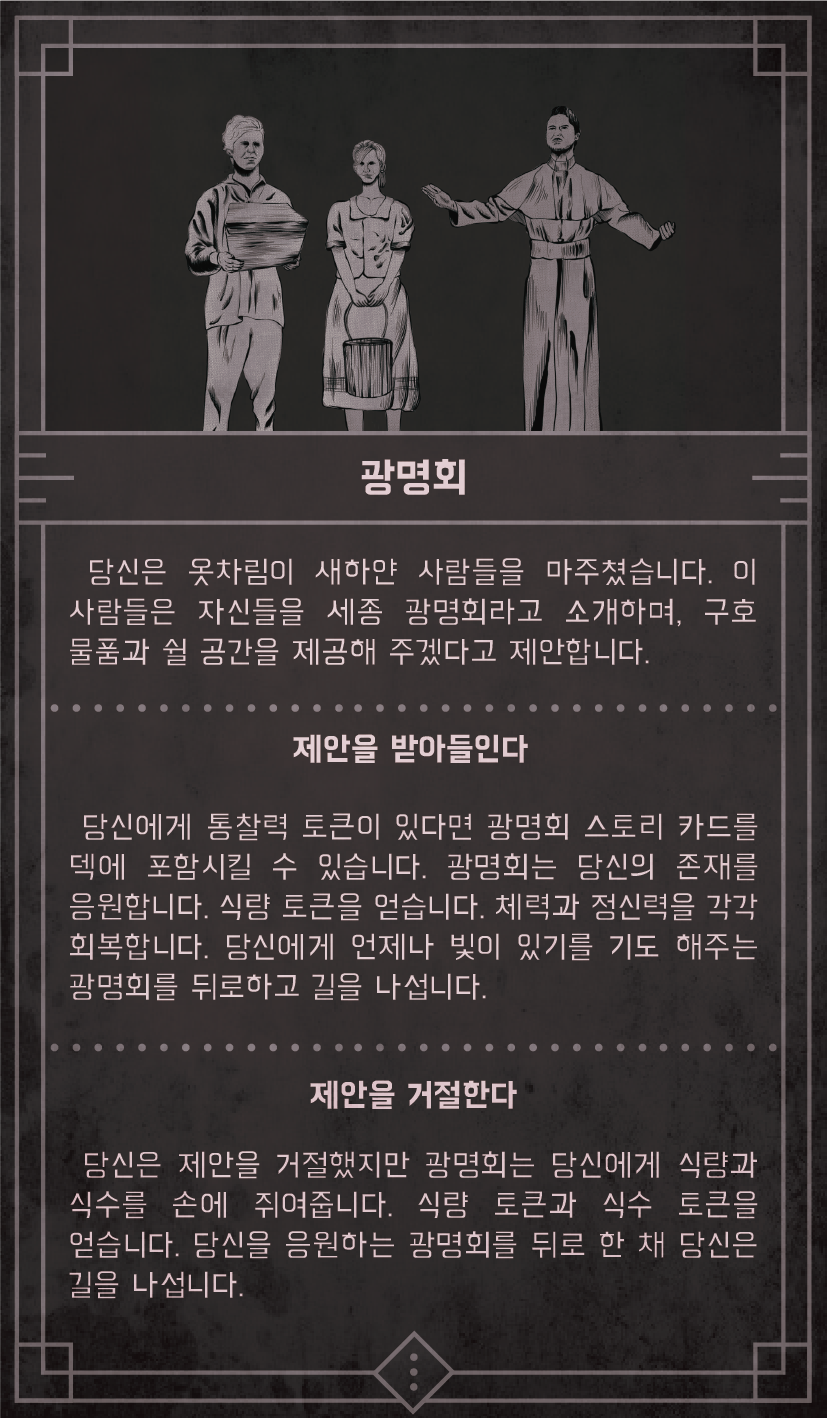 광명회
당신은 옷차림이 새하얀 사람들을 마주쳤습니다. 이
사람들은 자신들을 세종 광명회라고 소개하며, 구호
물품과 쉴 공간을 제공해 주겠다고 제안합니다.
제안을 받아들인다
당신에게 통찰력 토큰이 있다면 광명회 스토리 카드를
덱에 포함시킬 수 있습니다. 광명회는 당신의 존재를
응원합니다. 식량 토큰을 얻습니다. 체력과 정신력을 각각
회복합니다. 당신에게 언제나 빛이 있기를 기도 해주는
광명회를 뒤로하고 길을 나섭니다.
제안을 거절한다
당신은 제안을 거절했지만 광명회는 당신에게 식량과
식수를 손에 쥐여줍니다. 식량 토큰과 식수 토큰을
얻습니다. 당신을 응원하는 광명회를 뒤로 한 채 당신은
길을 나섭니다.